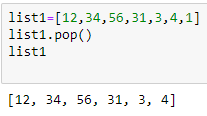 list1=[12,34,56,31,3,4,1]
list1.pop()
list1
[12, 34, 56, 31, 3, 4]